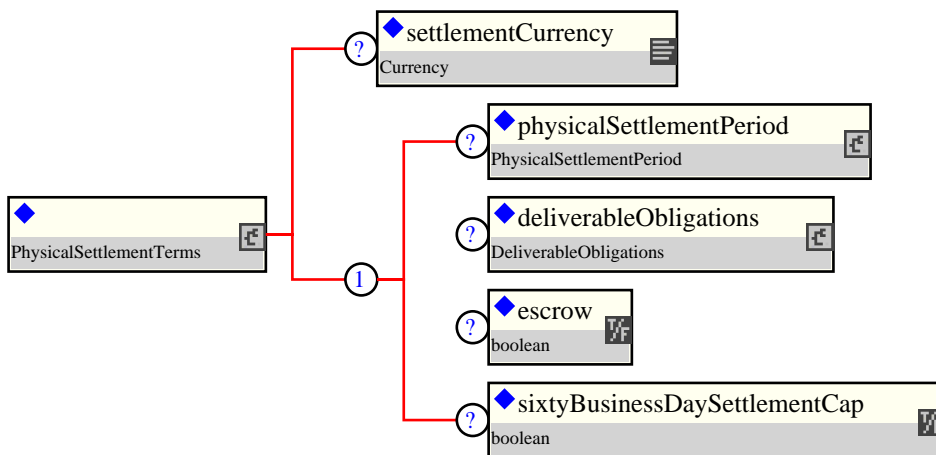 settlementCurrency
?
Currency
physicalSettlementPeriod
?
PhysicalSettlementPeriod
PhysicalSettlementTerms
deliverableObligations
?
DeliverableObligations
1
escrow
?
T/F
boolean
sixtyBusinessDaySettlementCap
?
T/
boolean